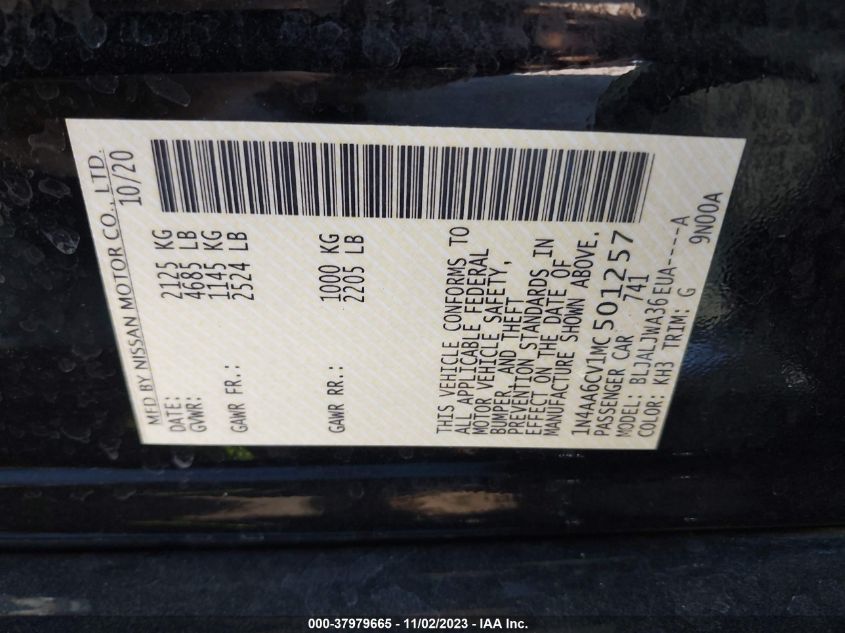 MFD BY NISSAN MOTOR CO., LTD.
DATE: 10/20
GVWR: 2125 KG
4685 LB
GAWR FR.: 1145 KG
2524 LB
GAWR RR.: 1000 KG
2205 LB
THIS VEHICLE CONFORMS TO
ALL APPLICABLE FEDERAL
MOTOR VEHICLE SAFETY,
BUMPER, AND THEFT
PREVENTION STANDARDS IN
EFFECT ON THE DATE OF
MANUFACTURE SHOWN ABOVE.
1N4AA6CV1MC501257
PASSENGER CAR 741
MODEL: BLJALJWA36EUA----A
COLOR: KH3 TRIM: G 9N00A
000-37979665 - 11/02/2023 - IAA Inc.